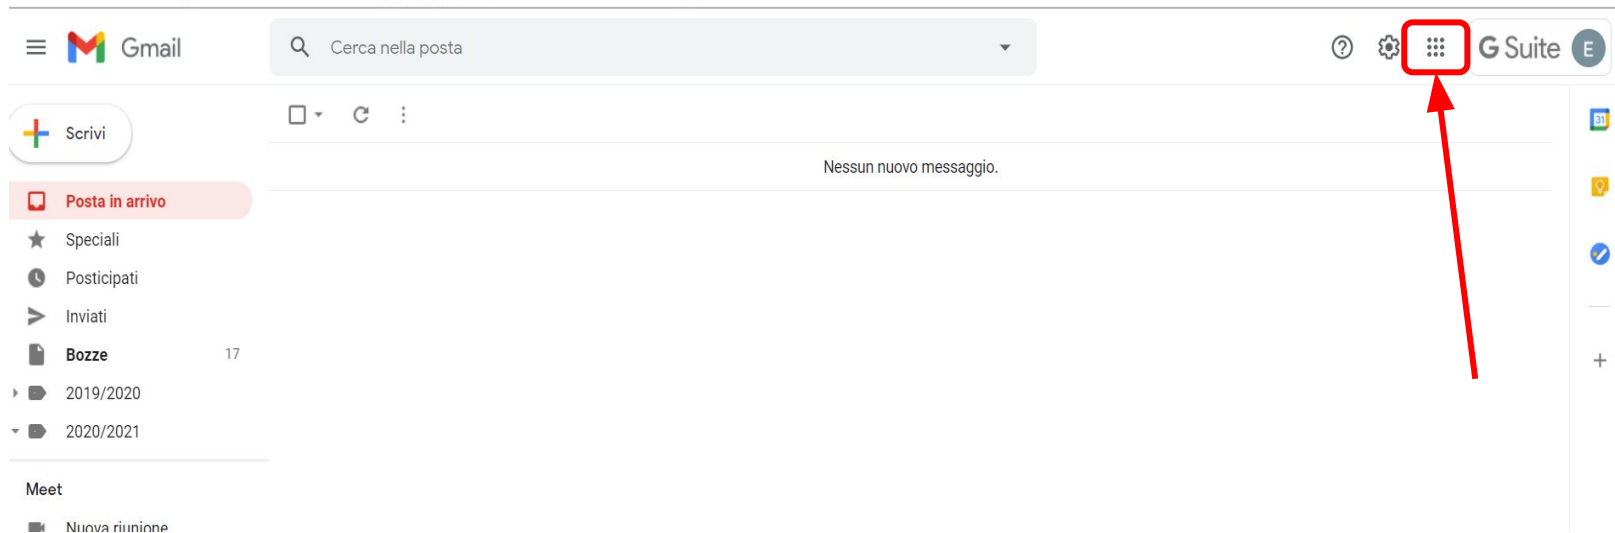 Gmail
Cerca nella posta
G Suite
E
Scrivi
31
Nessun nuovo messaggio.
Posta in arrivo
Speciali
Posticipati
Inviati
Bozze 17
2019/2020
2020/2021
Meet
Nuova riunione